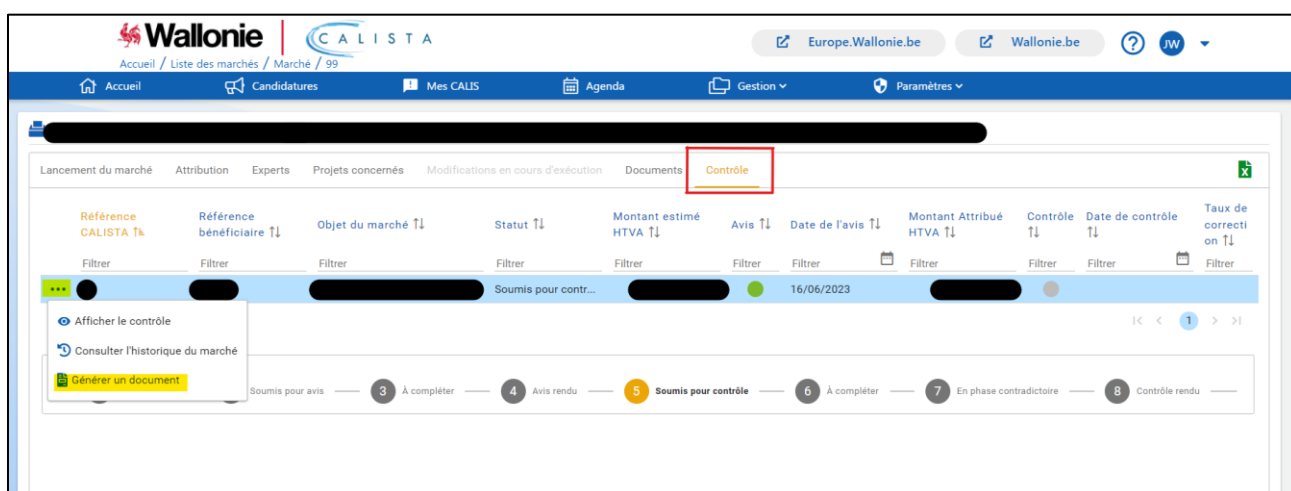 Wallonie
CALISTA
Europe.Wallonie.be
Wallonie.be
JW
Accueil / Liste des marchés / Marché / 99
Accueil
Candidatures
Mes CALIS
Agenda
Gestion
Paramètres
Lancement du marché
Attribution
Experts
Projets concernés
Modifications en cours d'exécution
Documents
Contrôle
Référence
CALISTA
Référence
bénéficiaire
Objet du marché
Statut
Montant estimé
HTVA
Avis
Date de l'avis
Montant Attribué
HTVA
Contrôle
Date de contrôle
Taux de
correcti
on
Filtrer
Filtrer
Filtrer
Filtrer
Filtrer
Filtrer
Filtrer
Filtrer
Filtrer
Filtrer
Filtrer
Soumis pour contr...
16/06/2023
Afficher le contrôle
Consulter l'historique du marché
Générer un document
1
Soumis pour avis
3 À compléter
4 Avis rendu
5 Soumis pour contrôle
6 À compléter
7 En phase contradictoire
8 Contrôle rendu